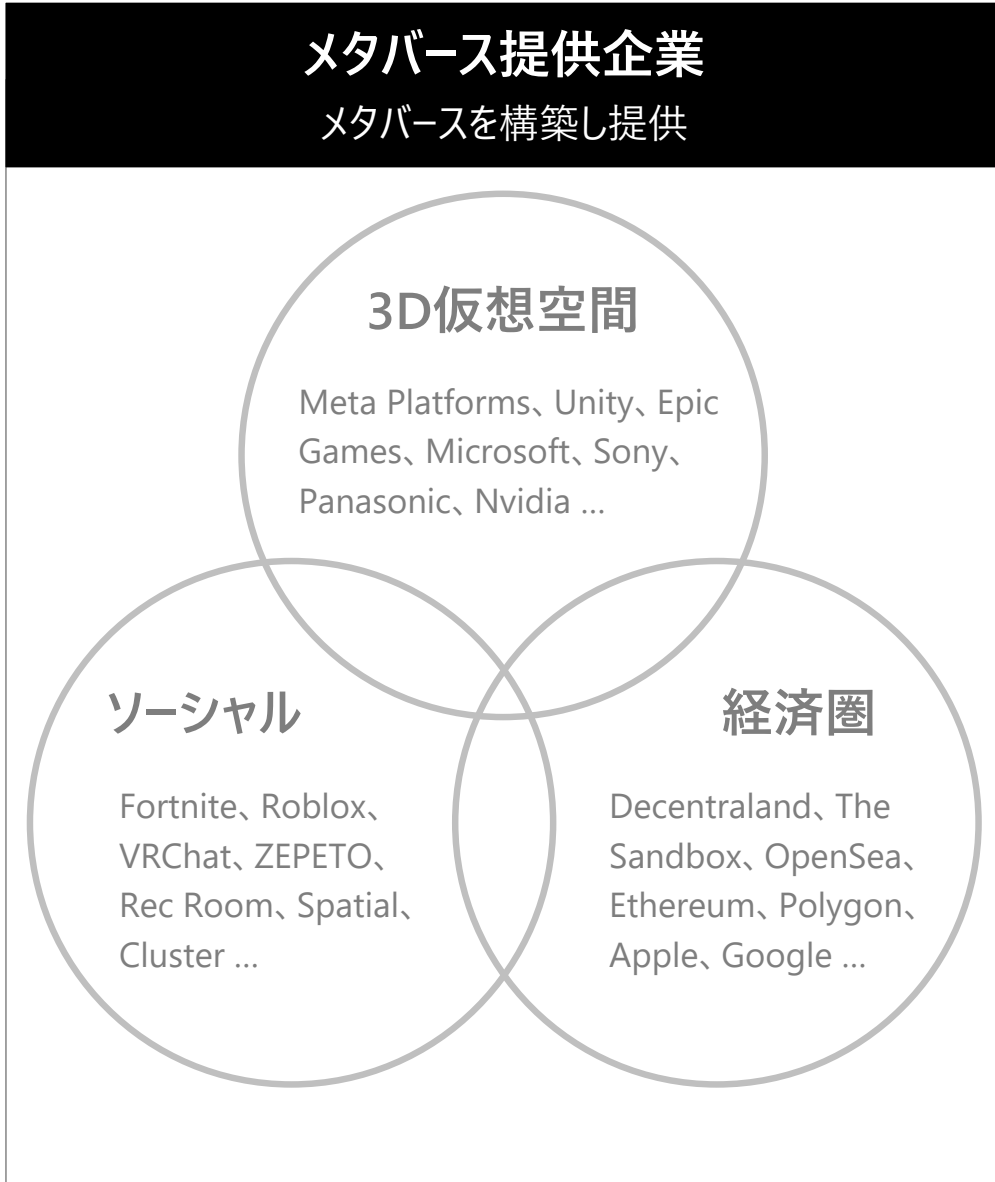 メタバース提供企業
メタバースを構築し提供
3D仮想空間
Meta Platforms、Unity、Epic
Games、Microsoft、Sony、
Panasonic、Nvidia ...
ソーシャル
Fortnite、Roblox、
VRChat、ZEPETO、
Rec Room、Spatial、
Cluster ...
経済圏
Decentraland、The
Sandbox、OpenSea、
Ethereum、Polygon、
Apple、Google ...